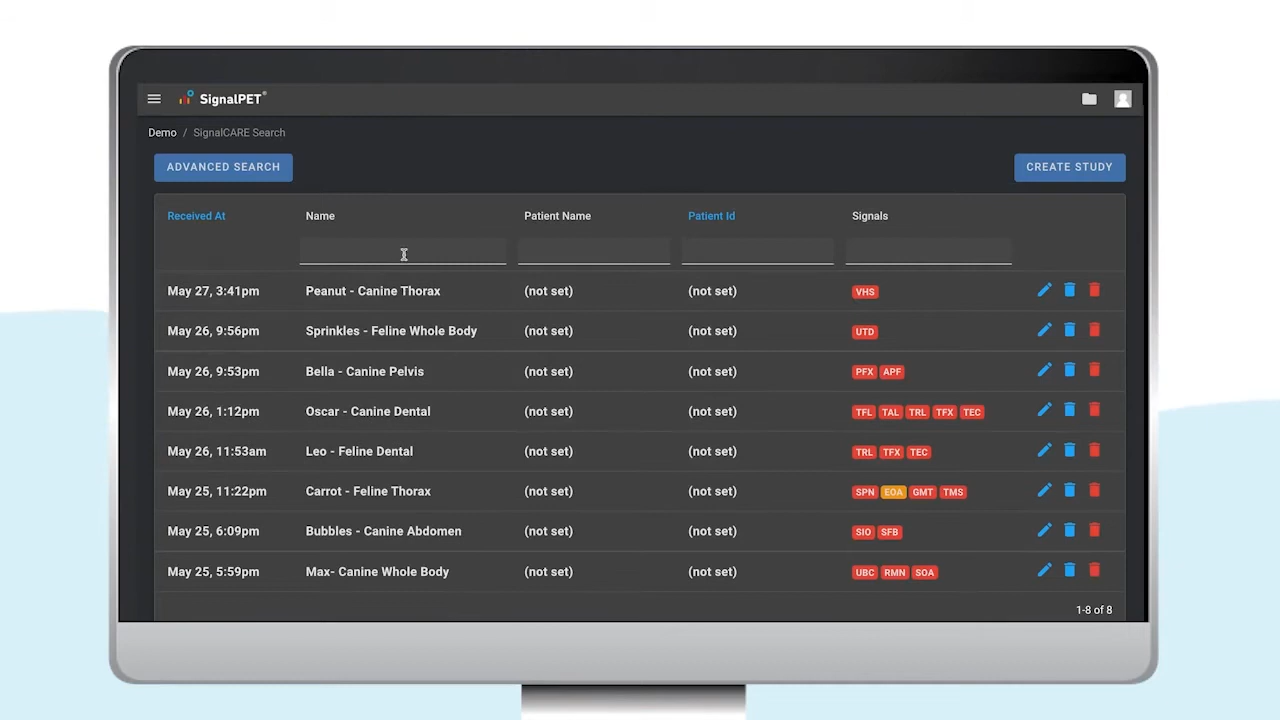 SignalPET
Demo / SignalCARE Search
ADVANCED SEARCH
CREATE STUDY
Received At Name Patient Name Patient Id Signals
May 27, 3:41pm Peanut - Canine Thorax (not set) (not set) VHS
May 26, 9:56pm Sprinkles - Feline Whole Body (not set) (not set) UTD
May 26, 9:53pm Bella - Canine Pelvis (not set) (not set) PFX APF
May 26, 1:12pm Oscar - Canine Dental (not set) (not set) TFL TAL TRL TFX TEC
May 26, 11:53am Leo - Feline Dental (not set) (not set) TRL TFX TEC
May 25, 11:22pm Carrot - Feline Thorax (not set) (not set) SPN EOA GMT TMS
May 25, 6:09pm Bubbles - Canine Abdomen (not set) (not set) SIO SFB
May 25, 5:59pm Max- Canine Whole Body (not set) (not set) UBC RMN SOA
1-8 of 8